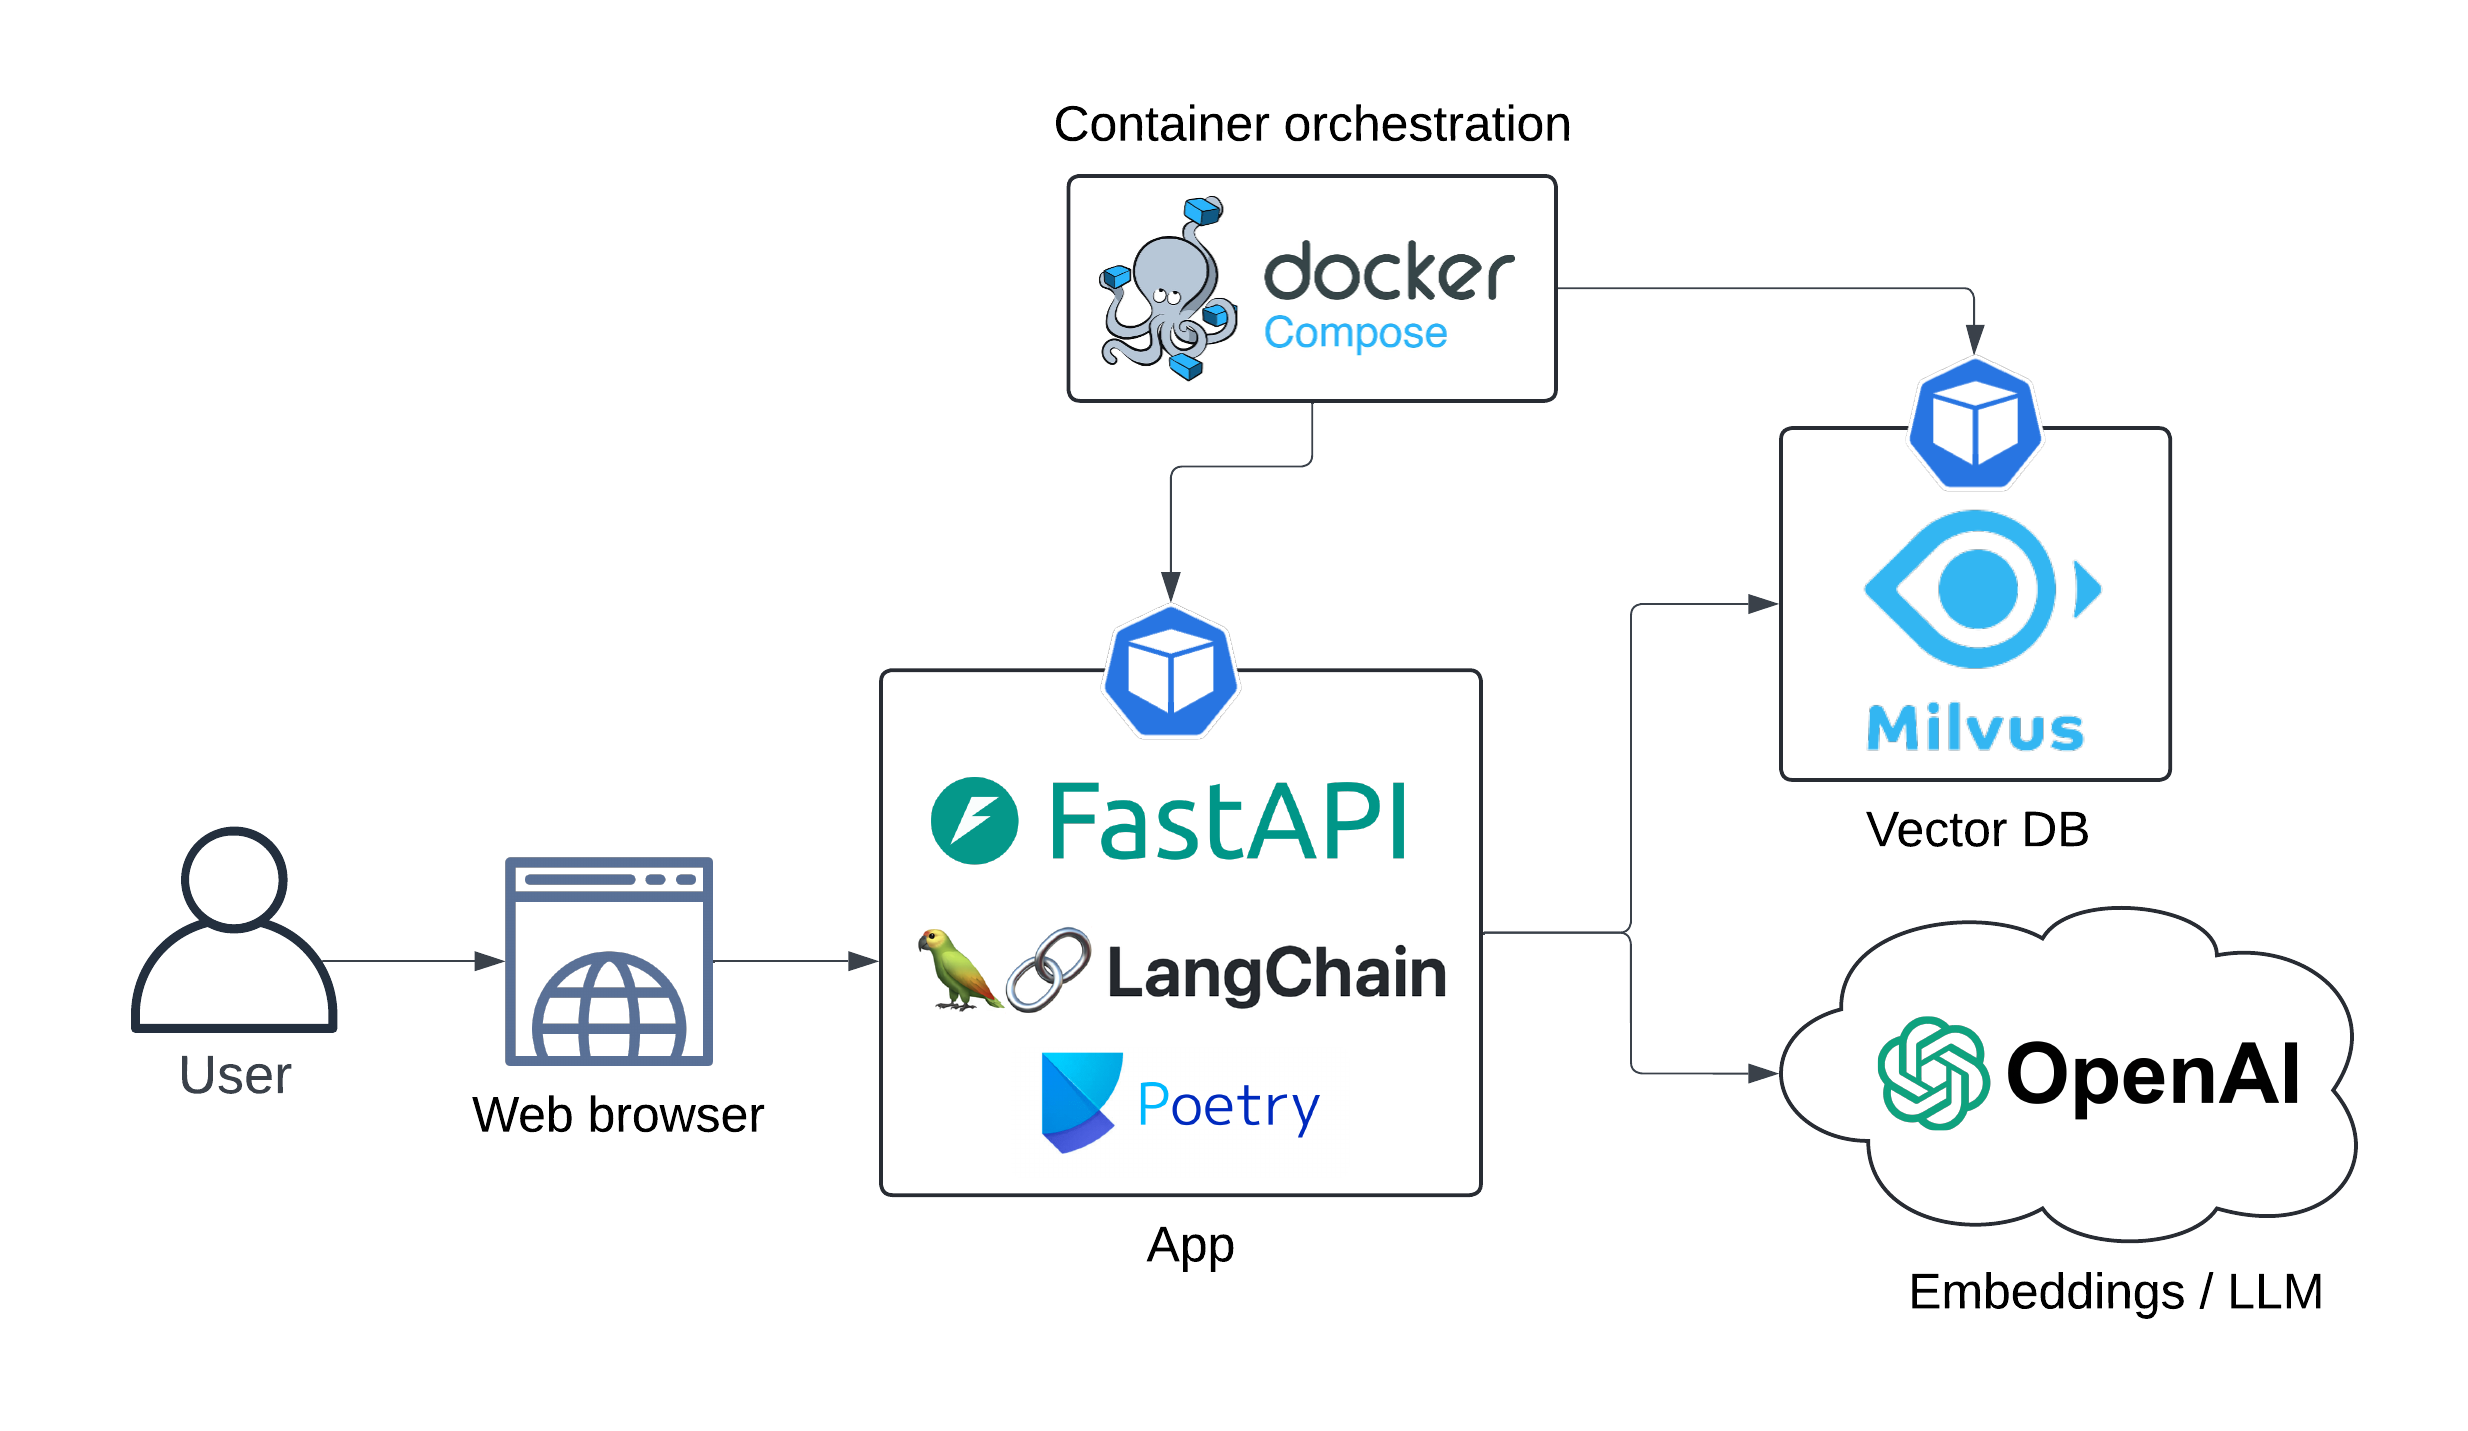 Container orchestration
docker
Compose
Milvus
Vector DB
FastAPI
LangChain
Poetry
App
User
Web browser
OpenAI
Embeddings / LLM